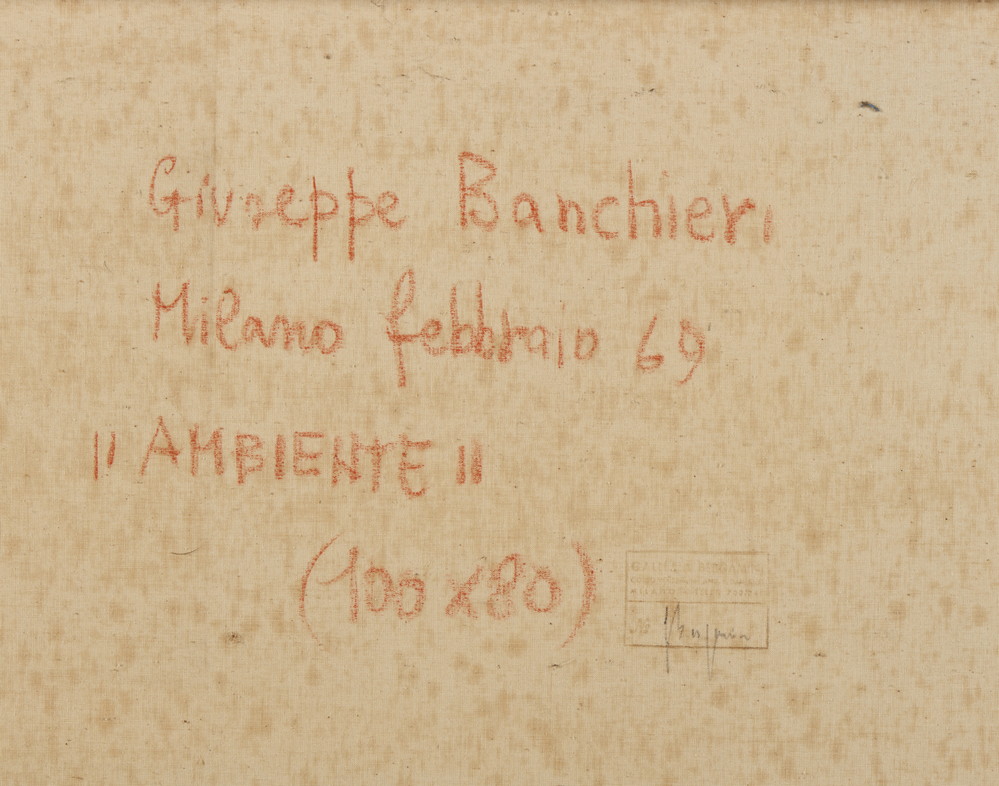 Giuseppe Banchieri
Milano febbraio 69
"AMBIENTE"
(100 x 80)